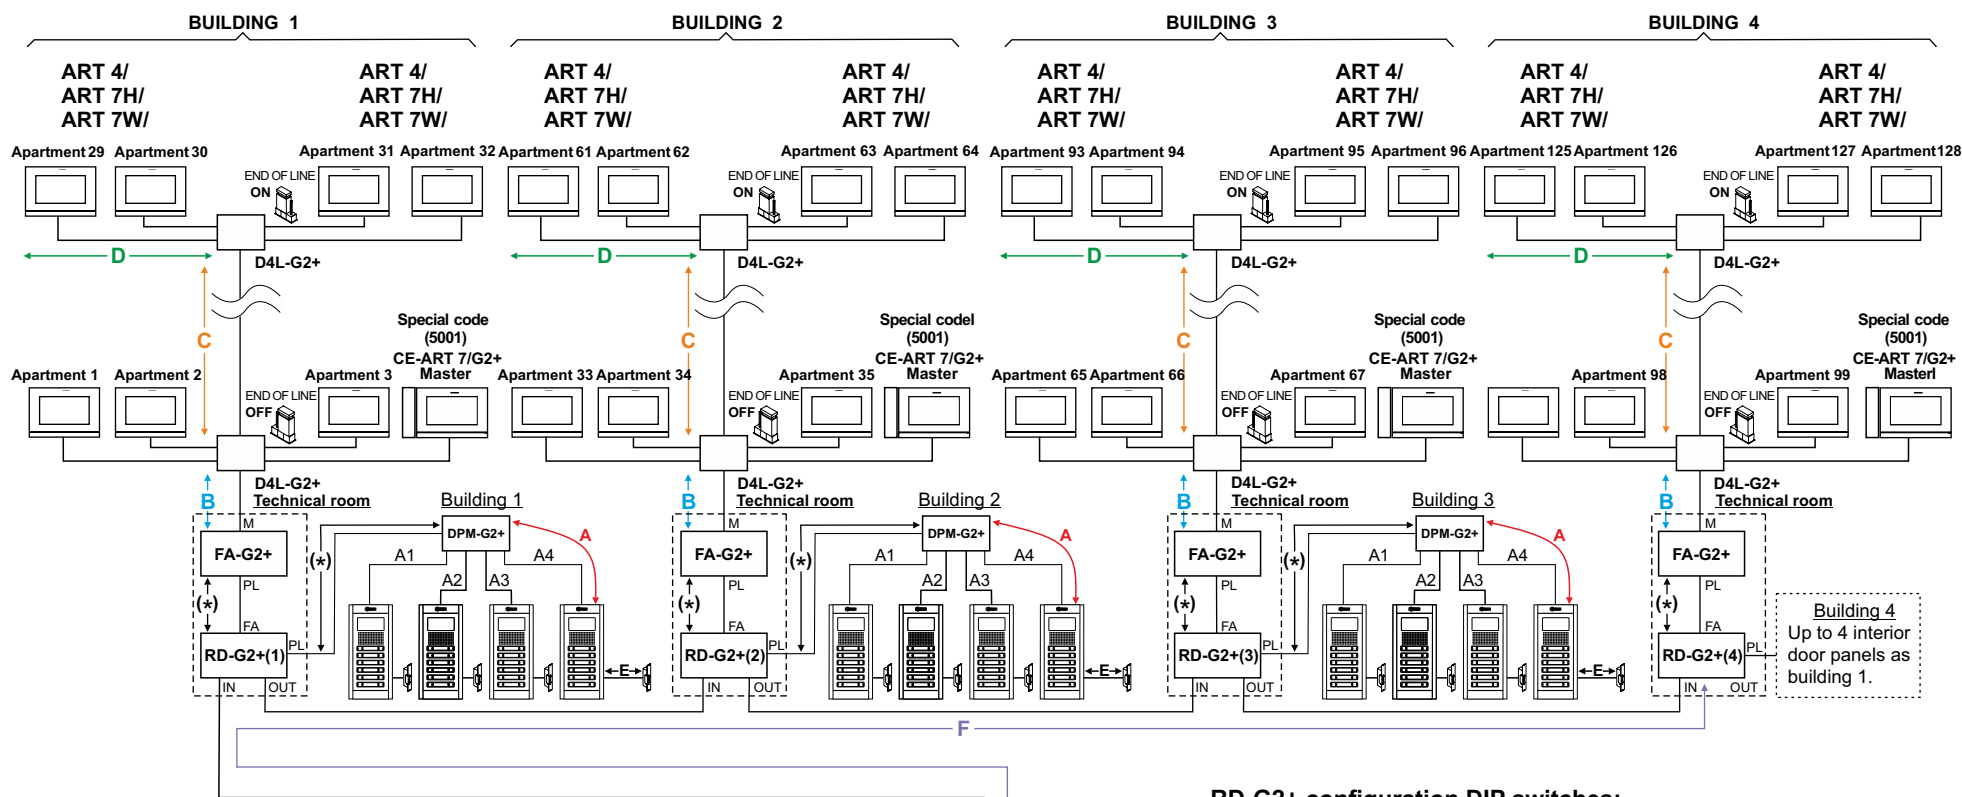 BUILDING 1 BUILDING 2 BUILDING 3 BUILDING 4
ART 4/ ART 4/ ART 4/ ART 4/ ART 4/ ART 4/ ART 4/ ART 4/
ART 7H/ ART 7H/ ART 7H/ ART 7H/ ART 7H/ ART 7H/ ART 7H/ ART 7H/
ART 7W/ ART 7W/ ART 7W/ ART 7W/ ART 7W/ ART 7W/ ART 7W/ ART 7W/
Apartment 29 Apartment 30 Apartment 31 Apartment 32 Apartment 61 Apartment 62 Apartment 63 Apartment 64 Apartment 93 Apartment 94 Apartment 95 Apartment 96 Apartment 125 Apartment 126 Apartment 127 Apartment 128
END OF LINE END OF LINE END OF LINE END OF LINE
ON ON ON ON
D D D D
D4L-G2+ D4L-G2+ D4L-G2+ D4L-G2+
Special code Special codel Special code Special code
(5001) (5001) (5001) (5001)
C C C C
CE-ART 7/G2+ CE-ART 7/G2+ CE-ART 7/G2+ CE-ART 7/G2+
Master Master Master Masterl
Apartment 1 Apartment 2 Apartment 3 Apartment 33 Apartment 34 Apartment 35 Apartment 65 Apartment 66 Apartment 67 Apartment 98 Apartment 99
END OF LINE END OF LINE END OF LINE END OF LINE
OFF OFF OFF OFF
D4L-G2+ D4L-G2+ D4L-G2+ D4L-G2+
B Technical room Building 1 B Technical room Building 2 B Technical room Building 3 B Technical room
M M M M
DPM-G2+ A DPM-G2+ A DPM-G2+ A
FA-G2+ (*) A1 A4 FA-G2+ (*) A1 A4 FA-G2+ (*) A1 A4 FA-G2+
A2 A3 A2 A3 A2 A3
PL PL PL PL
(*) (*) (*) (*)
FA FA FA FA
Building 4
Up to 4 interior
door panels as
building 1.
RD-G2+(1) PL RD-G2+(2) PL RD-G2+(3) PL RD-G2+(4) PL
E E E
IN OUT IN OUT IN OUT IN OUT
F
RD-G2+ configuration DIP switches: